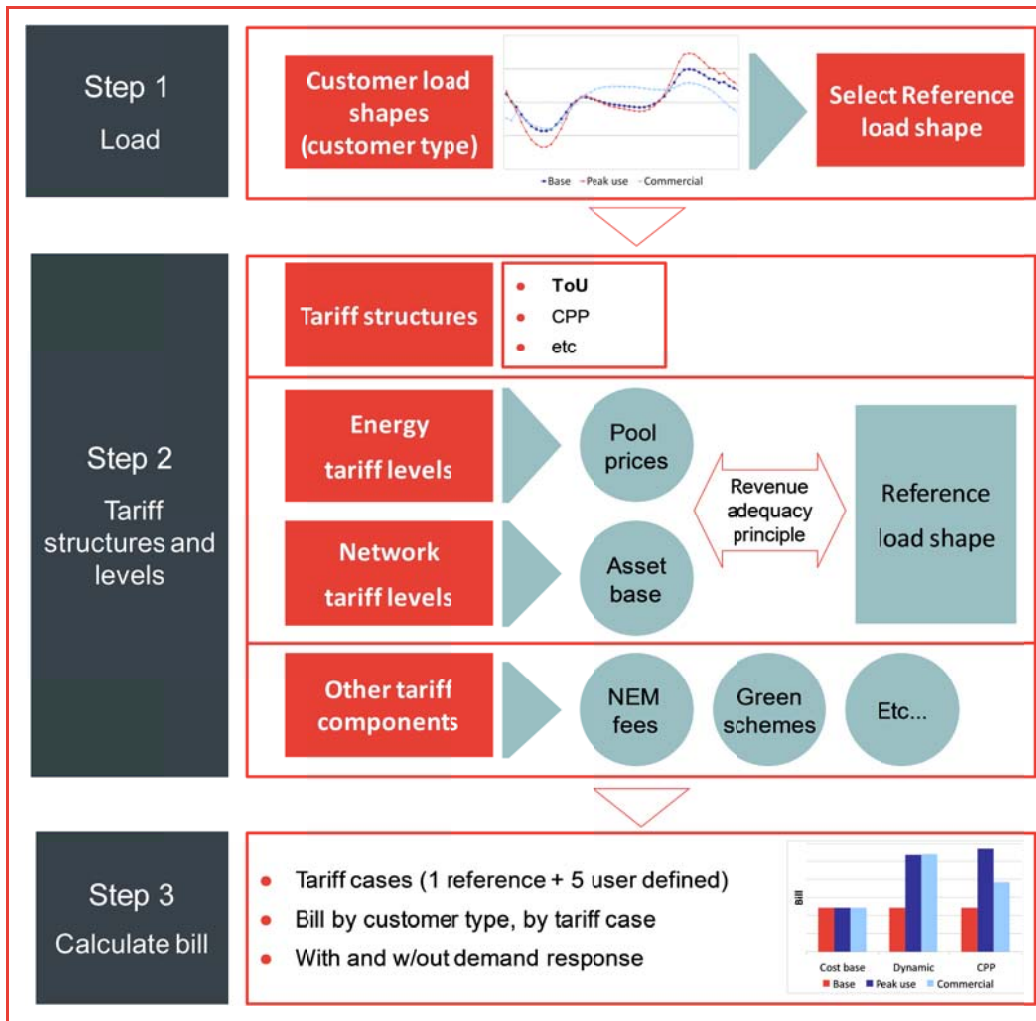 Step 1
Load
Customer load
shapes
(customer type)
Base Peak use Commercial
Select Reference
load shape
Step 2
Tariff
structures and
levels
Tariff structures
ToU
CPP
etc
Energy
tariff levels
Pool
prices
Network
tariff levels
Asset
base
Revenue
adequacy
principle
Reference
load shape
Other tariff
components
NEM
fees
Green
schemes
Etc...
Step 3
Calculate bill
Tariff cases (1 reference + 5 user defined)
Bill by customer type, by tariff case
With and w/out demand response
Bill
Cost base Dynamic CPP
Base Peak use Commercial